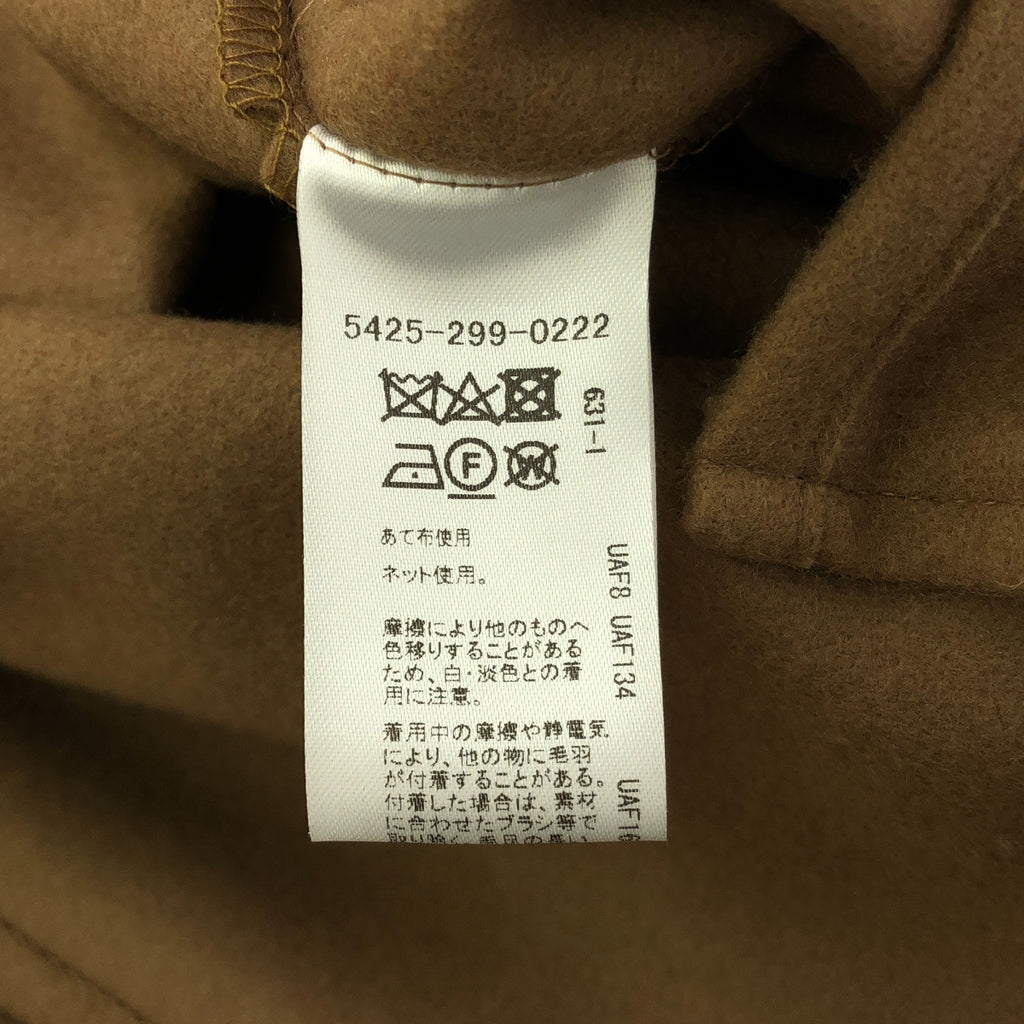 5425-299-0222
631-1
F
W
あて布使用
ネット使用。
摩擦により他のものへ
色移りすることがある
ため、白・淡色との着
用に注意。
着用中の摩擦や静電気
により、他の物に毛羽
が付着することがある。
付着した場合は、素材
に合わせたブラシ等で
UAF8 UAF134